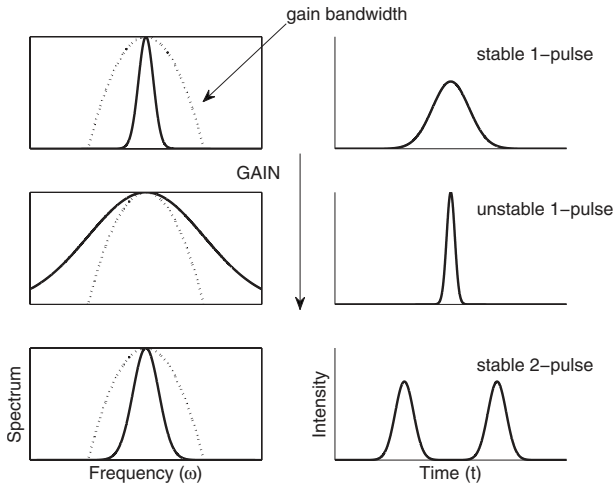 gain bandwidth
stable 1−pulse
GAIN
unstable 1−pulse
stable 2−pulse
Spectrum
Intensity
Frequency (ω)
Time (t)